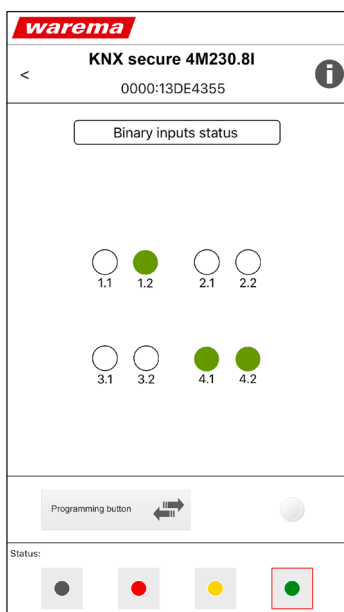 warema
KNX secure 4M230.8I
<
0000:13DE4355
i
Binary inputs status
1.1 1.2 2.1 2.2
3.1 3.2 4.1 4.2
Programming button
Status: